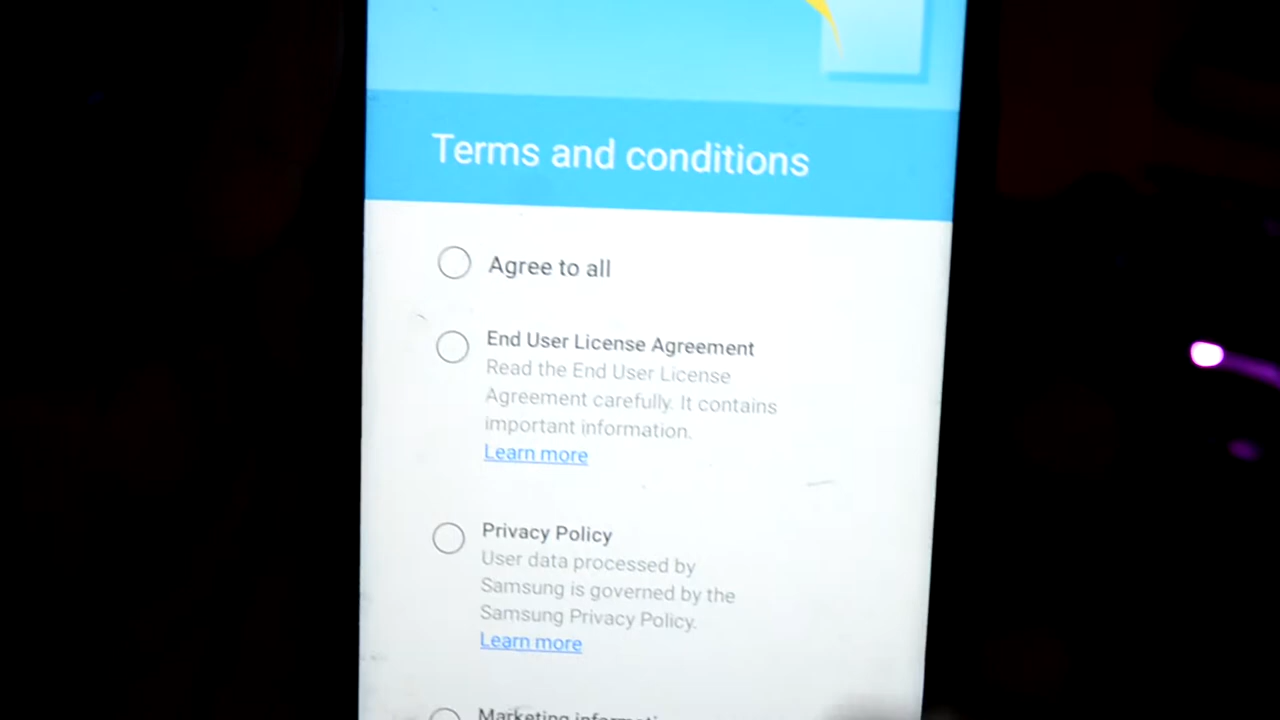 Terms and conditions
Agree to all
End User License Agreement
Read the End User License
Agreement carefully. It contains
important information.
Learn more
Privacy Policy
User data processed by
Samsung is governed by the
Samsung Privacy Policy.
Learn more
Marketing